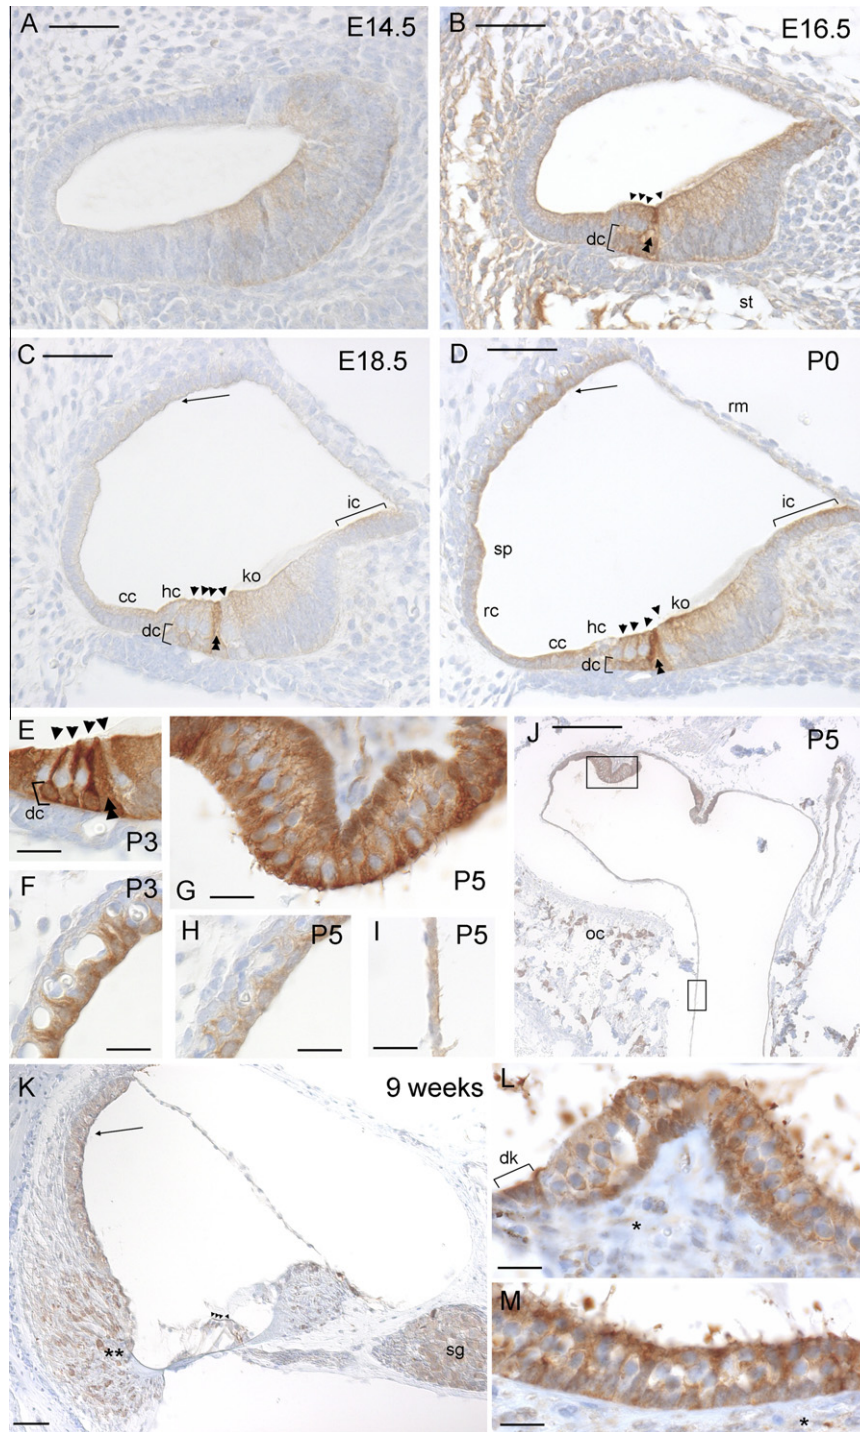 A
E14.5
B
E16.5
dc
st
C
E18.5
ic
ko
hc
cc
dc
D
P0
rm
ic
sp
ko
rc
hc
cc
dc
E
dc
P3
F
P3
G
P5
H
P5
I
P5
J
P5
oc
K
9 weeks
**
sg
L
dk
*
M
*